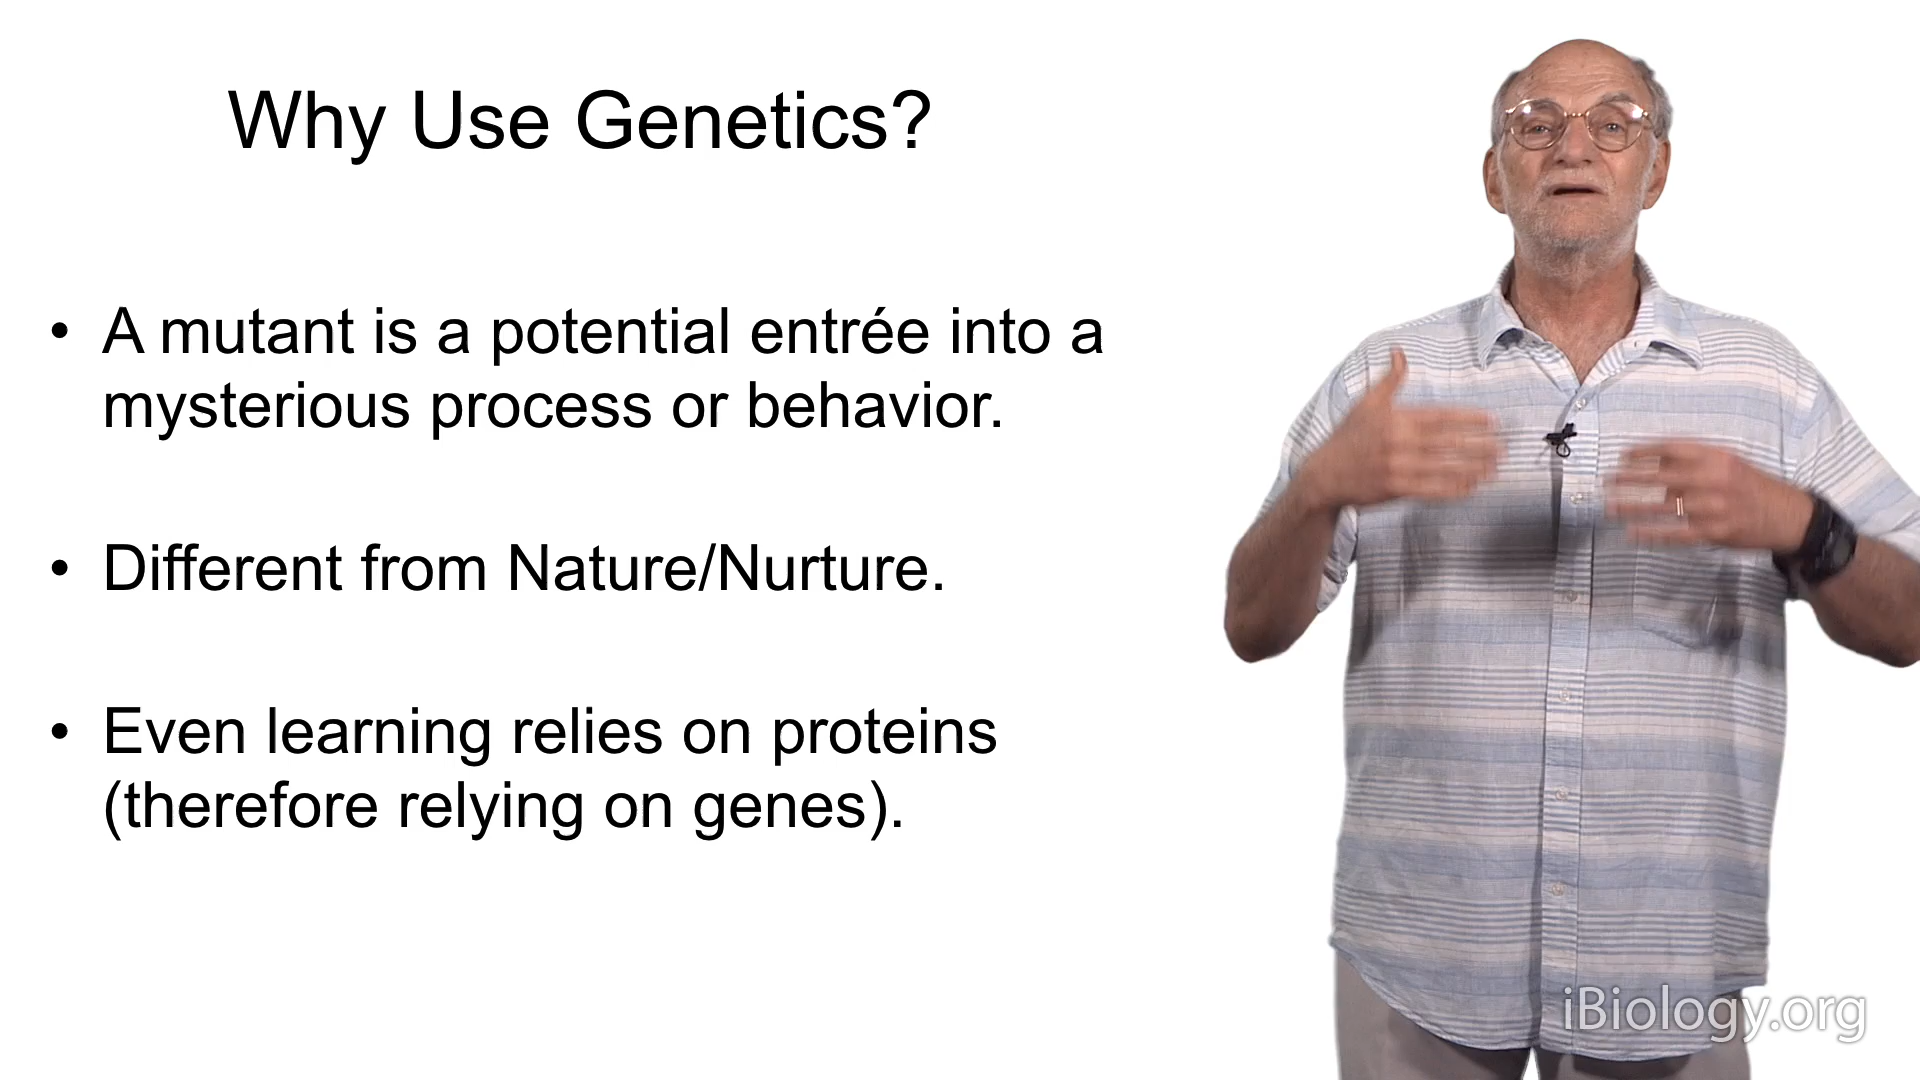 Why Use Genetics?
• A mutant is a potential entrée into a
mysterious process or behavior.
• Different from Nature/Nurture.
• Even learning relies on proteins
(therefore relying on genes).
iBiology.org